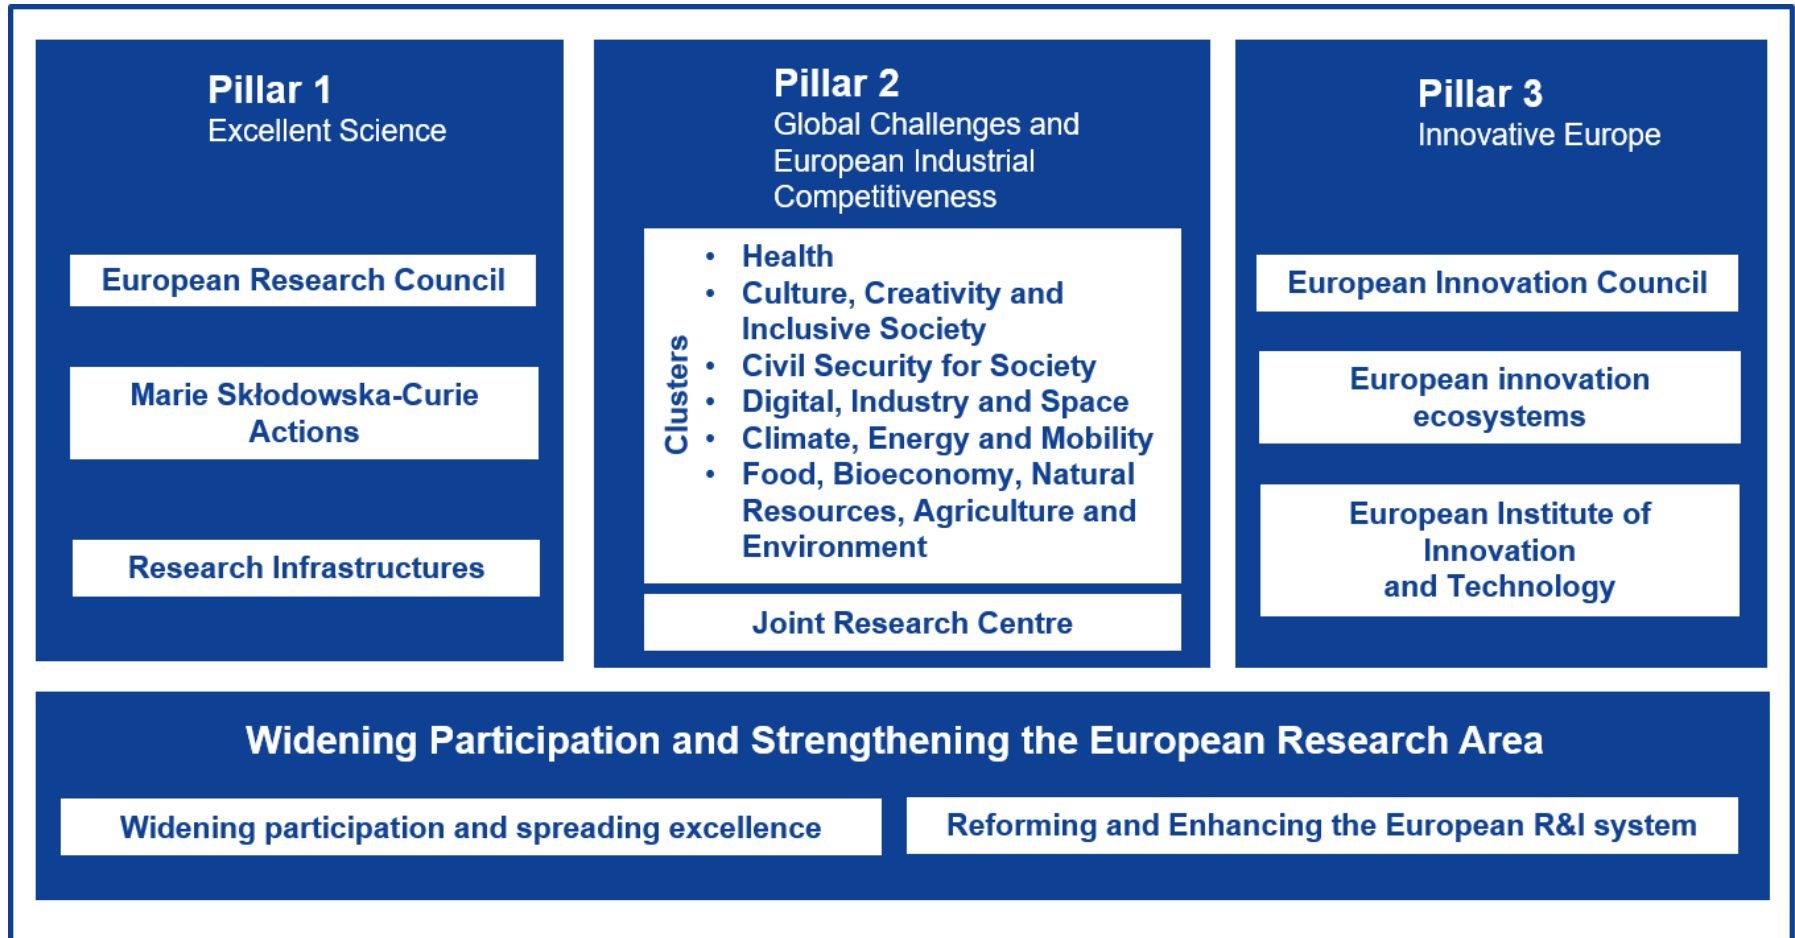 Pillar 1
Excellent Science
European Research Council
Marie Skłodowska-Curie
Actions
Research Infrastructures
Pillar 2
Global Challenges and
European Industrial
Competitiveness
Clusters
• Health
• Culture, Creativity and
Inclusive Society
• Civil Security for Society
• Digital, Industry and Space
• Climate, Energy and Mobility
• Food, Bioeconomy, Natural
Resources, Agriculture and
Environment
Joint Research Centre
Pillar 3
Innovative Europe
European Innovation Council
European innovation
ecosystems
European Institute of
Innovation
and Technology
Widening Participation and Strengthening the European Research Area
Widening participation and spreading excellence
Reforming and Enhancing the European R&I system